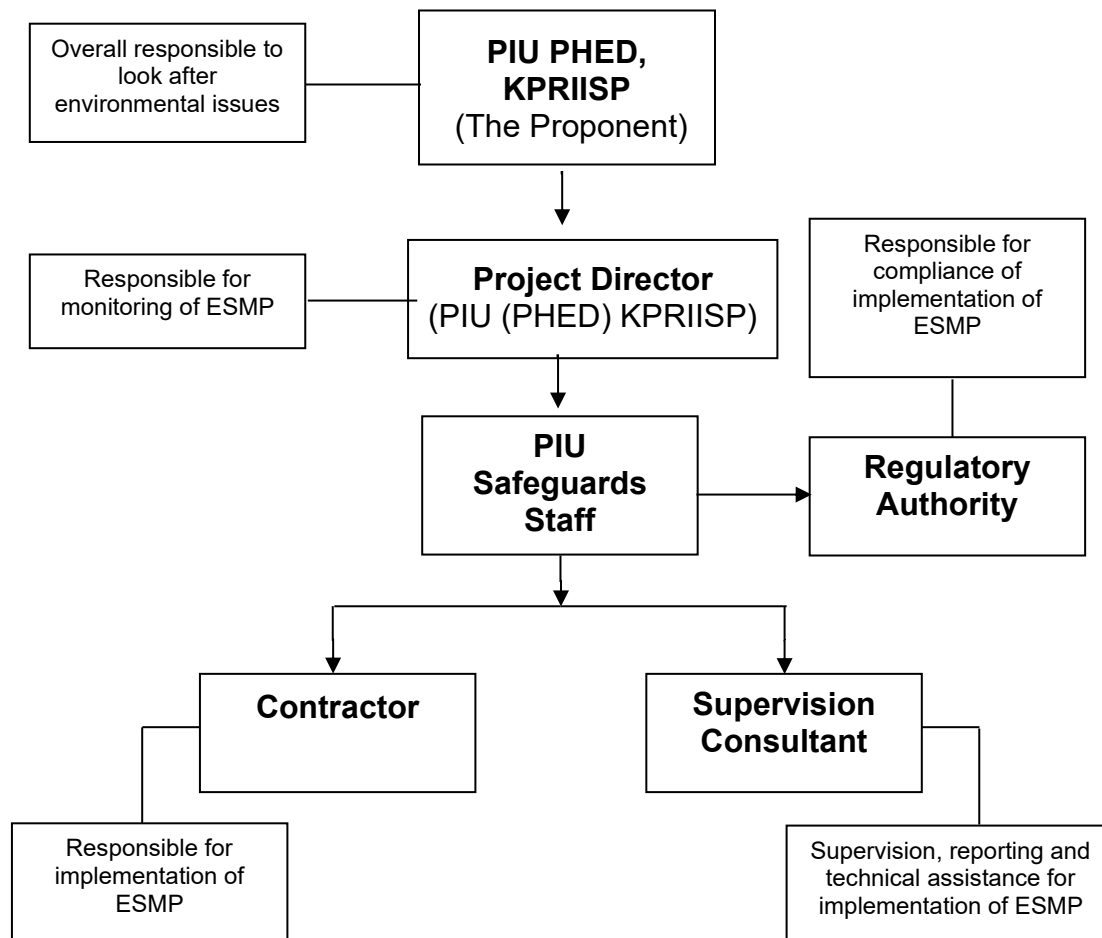 Overall responsible to
look after
environmental issues
PIU PHED,
KPRIISP
(The Proponent)
Responsible for
monitoring of ESMP
Project Director
(PIU (PHED) KPRIISP)
Responsible for
compliance of
implementation of
ESMP
PIU
Safeguards
Staff
Regulatory
Authority
Contractor
Supervision
Consultant
Responsible for
implementation of
ESMP
Supervision, reporting and
technical assistance for
implementation of ESMP